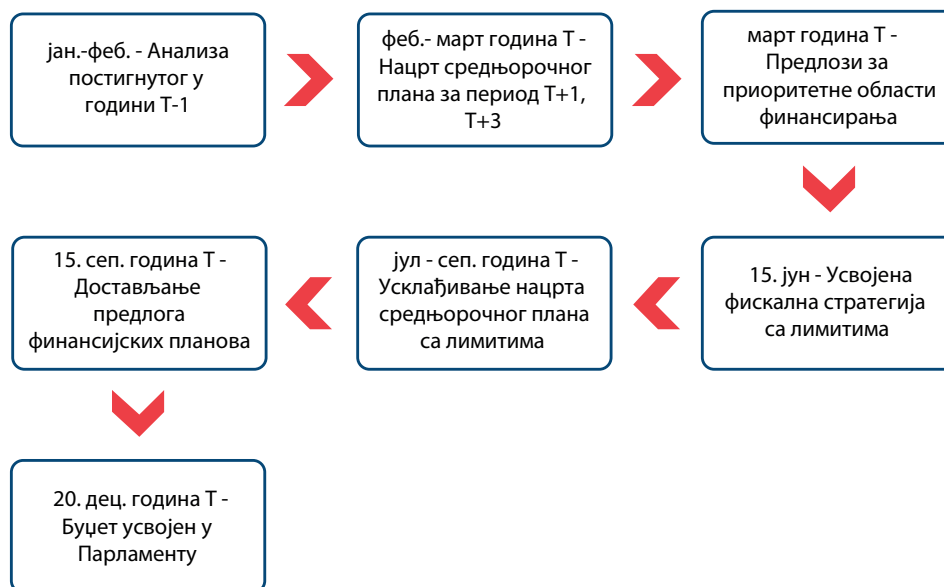 јан.-феб. - Анализа
постигнутог у
години Т-1
феб.- март година Т -
Нацрт средњорочног
плана за период Т+1,
Т+3
март година Т -
Предлози за
приоритетне области
финансирања
15. јун - Усвојена
фискална стратегија
са лимитима
јул - сеп. година Т -
Усклађивање нацрта
средњорочног плана
са лимитима
15. сеп. година Т -
Достављање
предлога
финансијских планова
20. дец. година Т -
Буџет усвојен у
Парламенту